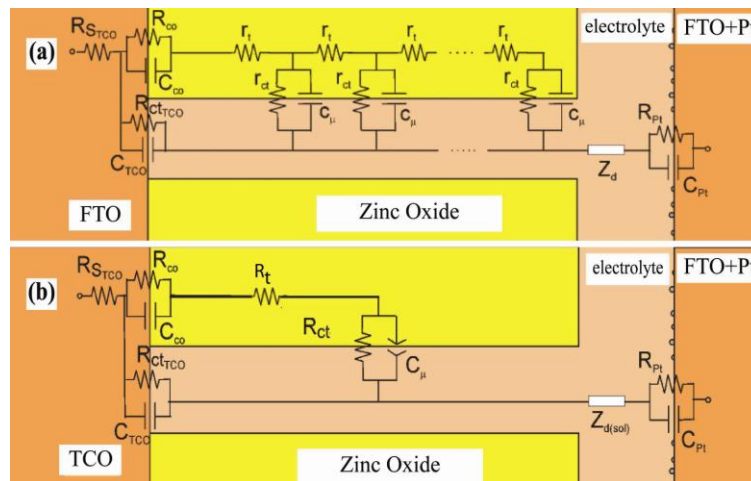 R_STCO
R_co
r_t
r_t
r_t
r_t
electrolyte
FTO+P
(a)
C_co
r_ct
c_μ
r_ct
c_μ
r_ct
c_μ
R_ctTCO
C_TCO
.....
.....
R_Pt
Z_d
C_Pt
FTO
Zinc Oxide
R_STCO
R_co
R_t
electrolyte
FTO+P
(b)
C_co
R_ct
C_μ
R_ctTCO
C_TCO
R_Pt
Z_d(sol)
C_Pt
TCO
Zinc Oxide